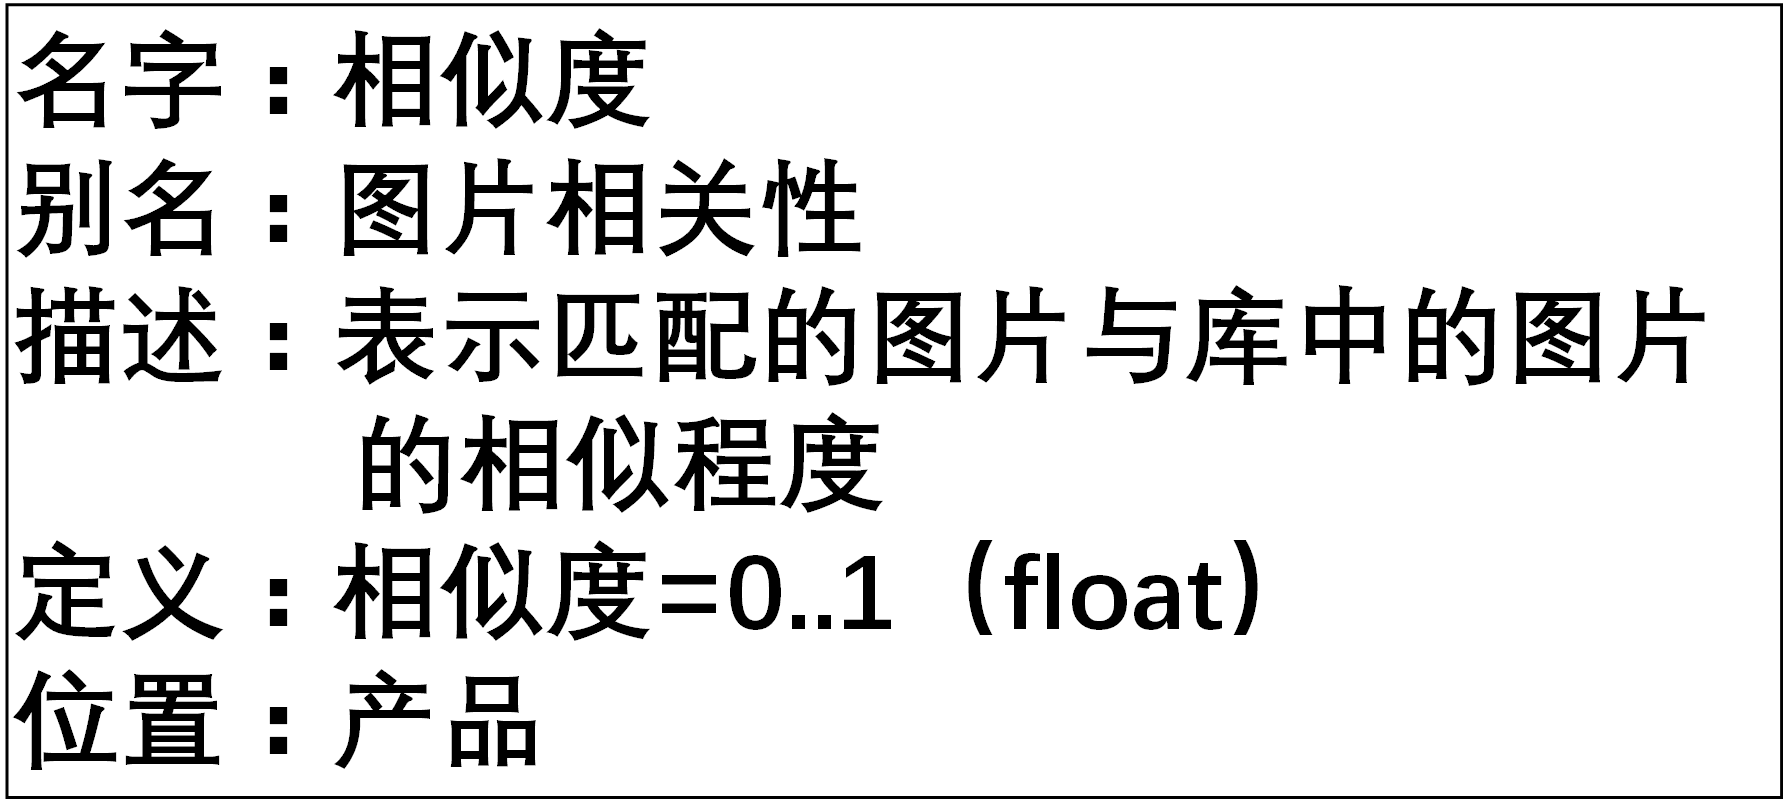 名字：相似度
别名：图片相关性
描述：表示匹配的图片与库中的图片
的相似程度
定义：相似度=0..1（float）
位置：产品